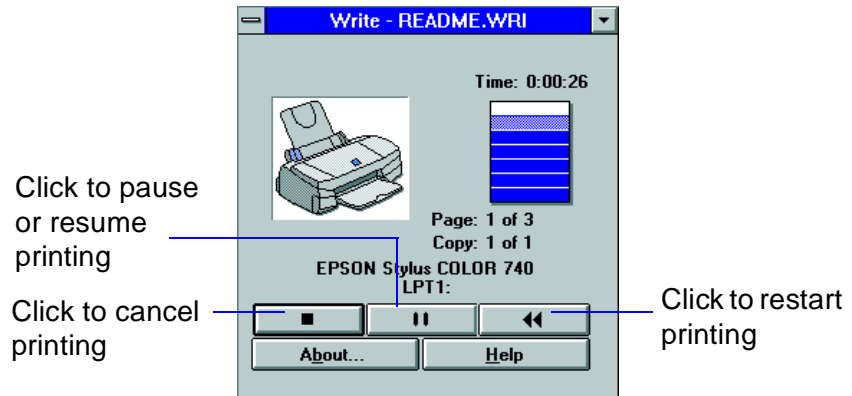 Write - README.WRI
Time: 0:00:26
Click to pause
or resume
printing
Page: 1 of 3
Copy: 1 of 1
EPSON Stylus COLOR 740
LPT1:
Click to cancel
printing
Click to restart
printing
About...
Help